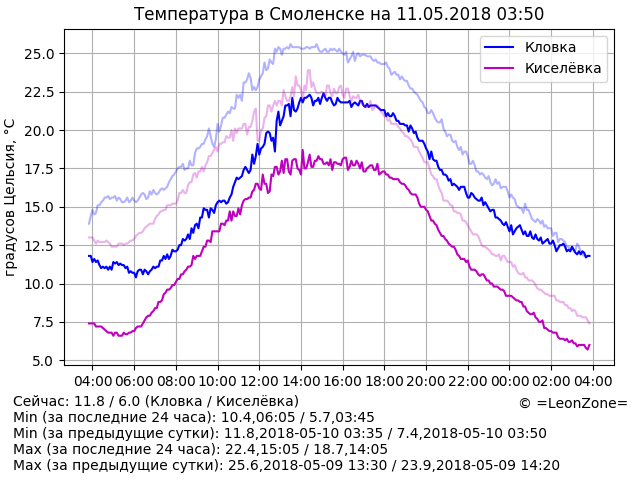 Температура в Смоленске на 11.05.2018 03:50
Кловка
Киселёвка
градусов Цельсия, °C
25.0
22.5
20.0
17.5
15.0
12.5
10.0
7.5
5.0
04:00 06:00 08:00 10:00 12:00 14:00 16:00 18:00 20:00 22:00 00:00 02:00 04:00
Сейчас: 11.8 / 6.0 (Кловка / Киселёвка)
© =LeonZone=
Min (за последние 24 часа): 10.4,06:05 / 5.7,03:45
Min (за предыдущие сутки): 11.8,2018-05-10 03:35 / 7.4,2018-05-10 03:50
Max (за последние 24 часа): 22.4,15:05 / 18.7,14:05
Max (за предыдущие сутки): 25.6,2018-05-09 13:30 / 23.9,2018-05-09 14:20